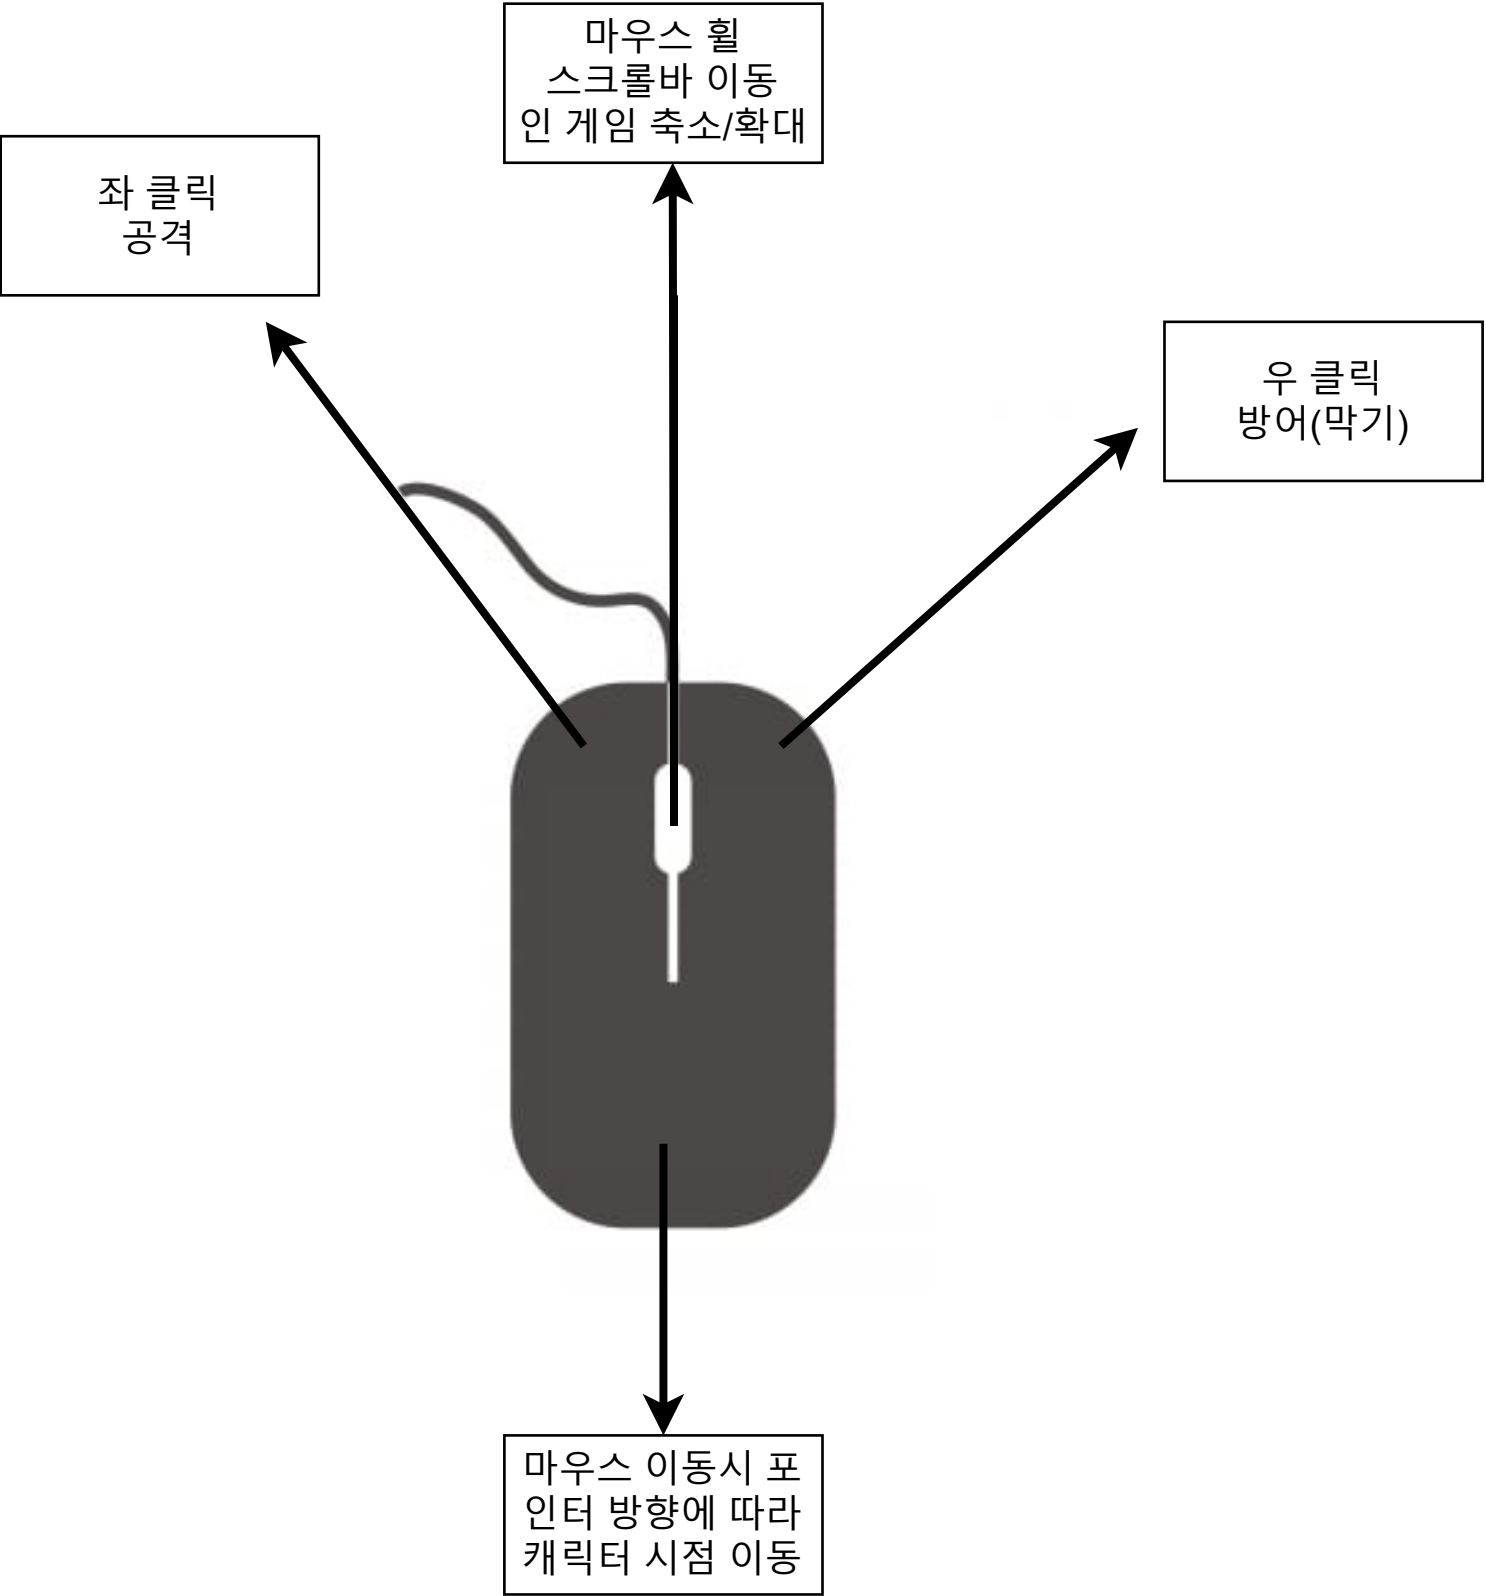 마우스 휠
스크롤바 이동
인 게임 축소/확대
좌 클릭
공격
우 클릭
방어(막기)
마우스 이동시 포
인터 방향에 따라
캐릭터 시점 이동